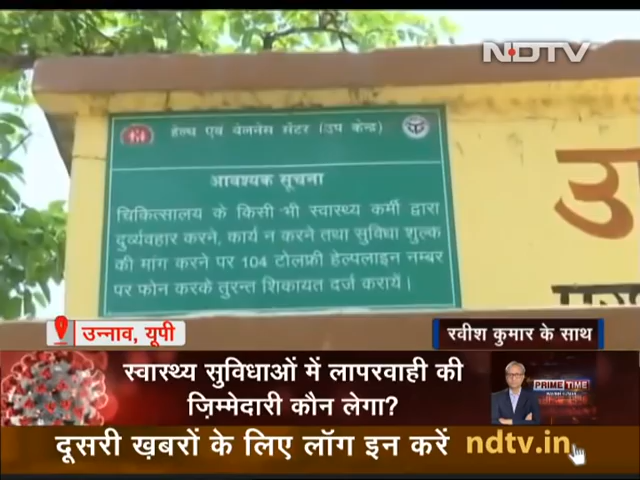 NDTV
हेल्थ एवं वेलनेस सेंटर (उप केन्द्र)
आवश्यक सूचना
चिकित्सालय के किसी भी स्वास्थ्य कर्मी द्वारा
दुर्व्यवहार करने, कार्य न करने तथा सुविधा शुल्क
की मांग करने पर 104 टोलफ्री हेल्पलाइन नम्बर
पर फोन करके तुरन्त शिकायत दर्ज करायें।
उन्नाव, यूपी
रवीश कुमार के साथ
स्वास्थ्य सुविधाओं में लापरवाही की
ज़िम्मेदारी कौन लेगा?
PRIME TIME
दूसरी ख़बरों के लिए लॉग इन करें ndtv.in